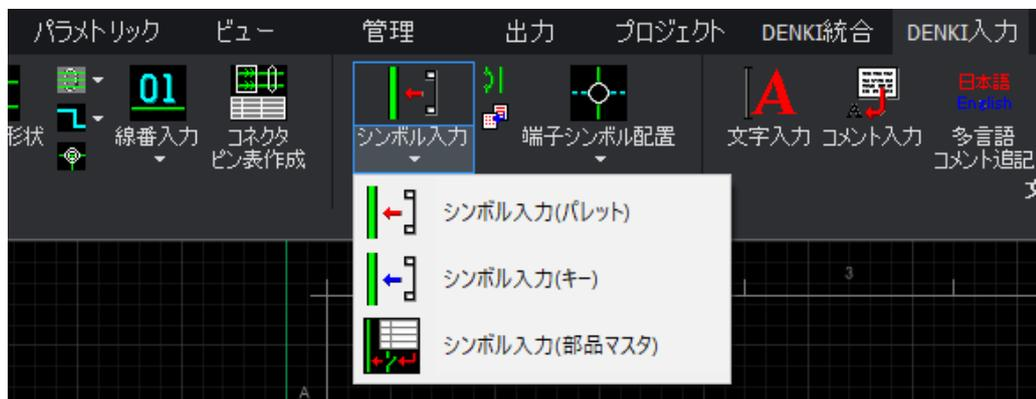 パラメトリック ビュー 管理 出力 プロジェクト DENKI統合 DENKI入力
01
日本語
English
形状 線番入力 コネクタ
ピン表作成
シンボル入力 端子シンボル配置
A
文字入力
A
コメント入力 多言語
コメント追記
シンボル入力(パレット)
シンボル入力(キー)
シンボル入力(部品マスタ)
3
A